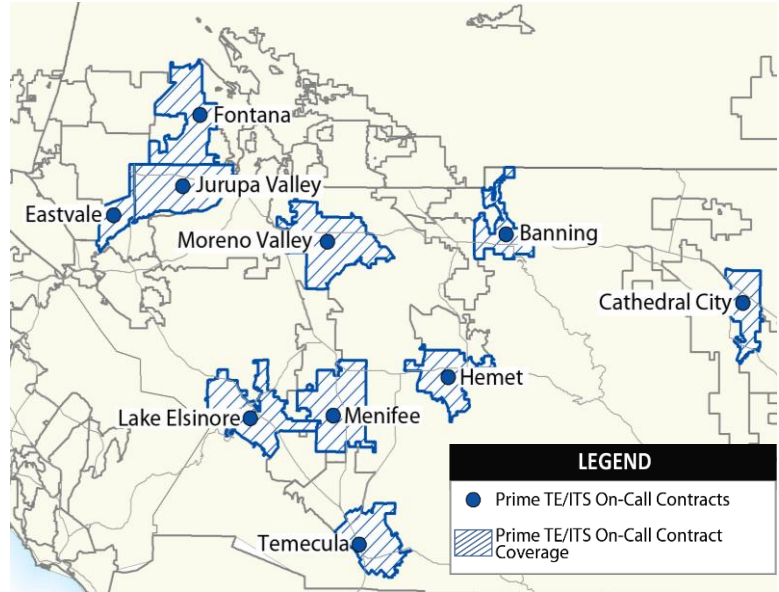 Fontana
Jurupa Valley
Eastvale
Moreno Valley
Banning
Cathedral City
Hemet
Lake Elsinore
Menifee
Temecula
LEGEND
Prime TE/ITS On-Call Contracts
Prime TE/ITS On-Call Contract
Coverage